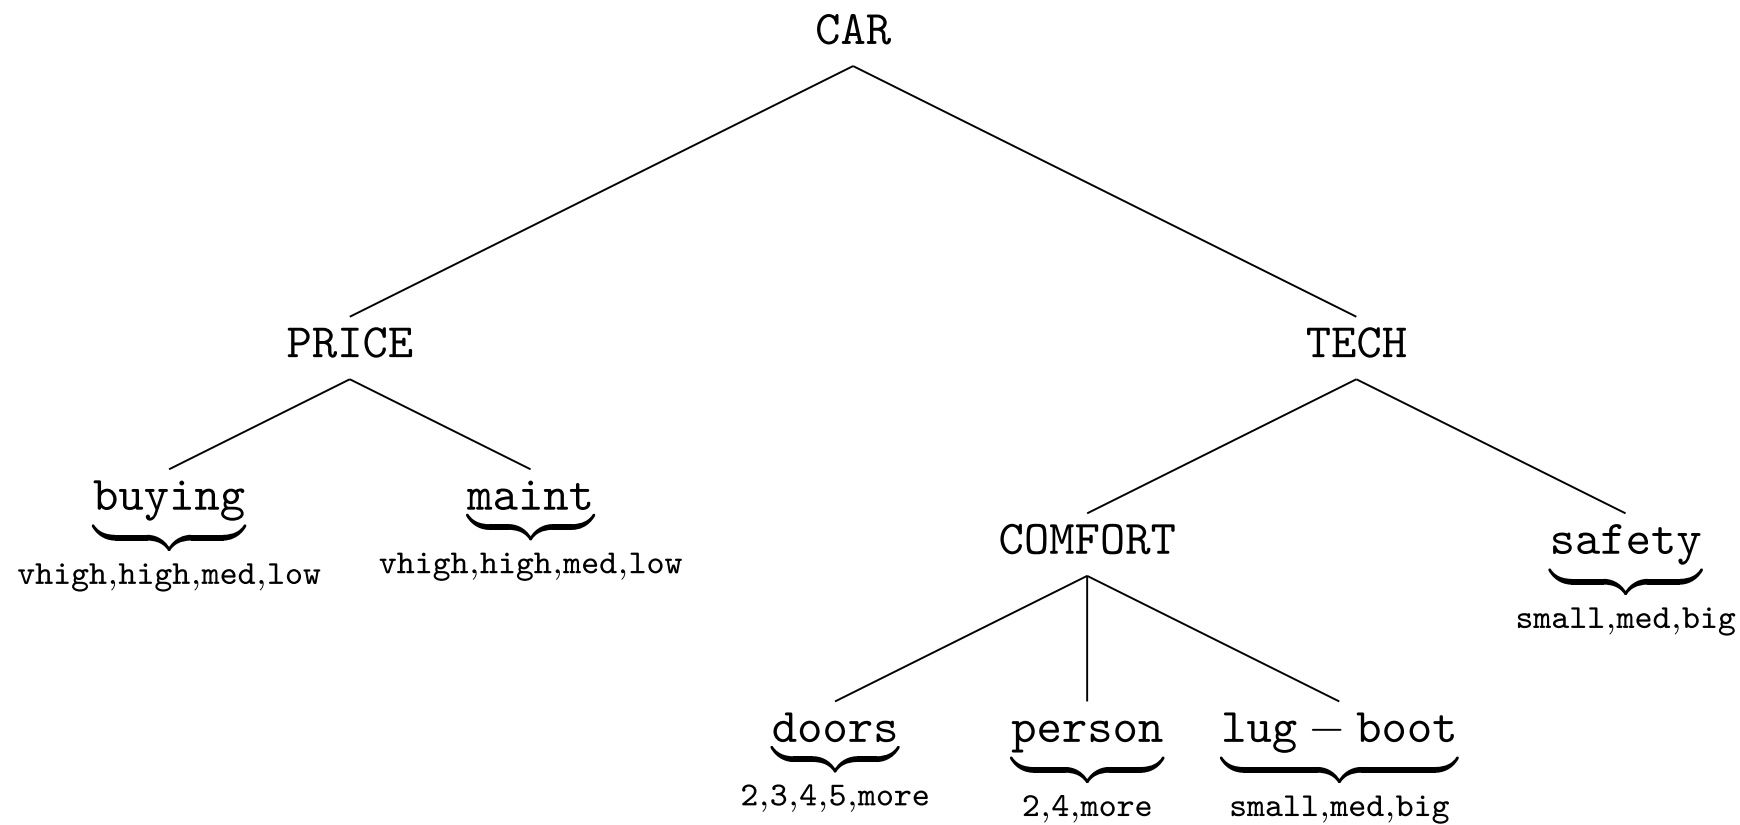 CAR
PRICE
TECH
buying
vhigh,high,med,low
maint
vhigh,high,med,low
COMFORT
safety
small,med,big
doors
2,3,4,5,more
person
2,4,more
lug − boot
small,med,big